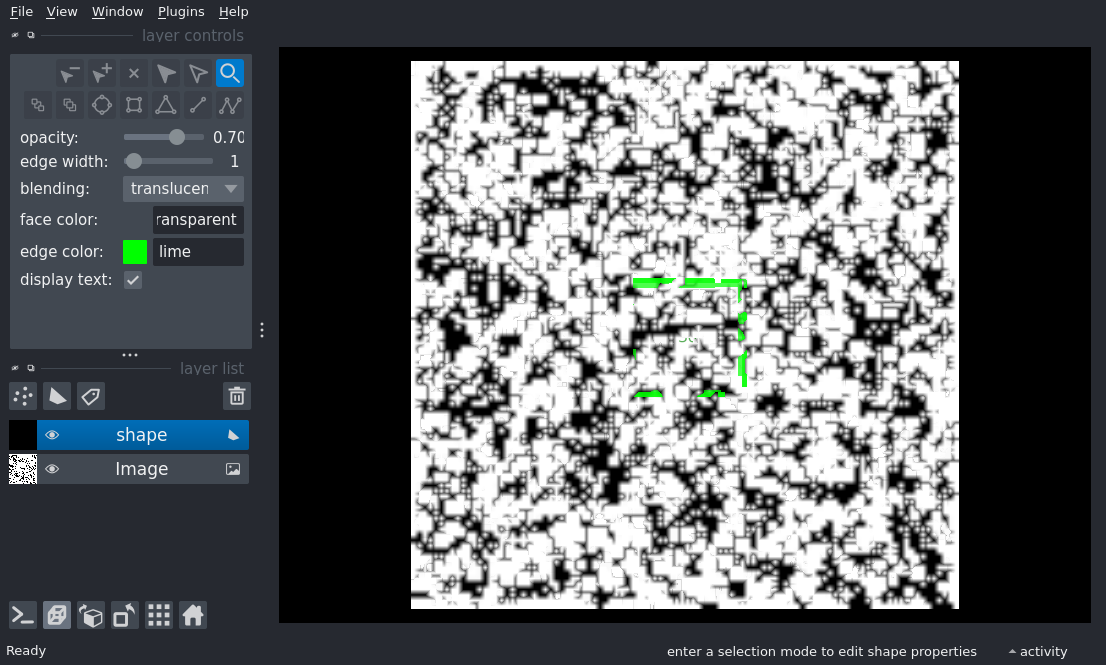 File View Window Plugins Help
layer controls
opacity: 0.70
edge width: 1
blending: translucen
face color: ransparent
edge color: lime
display text:
layer list
shape
Image
Ready
enter a selection mode to edit shape properties
activity